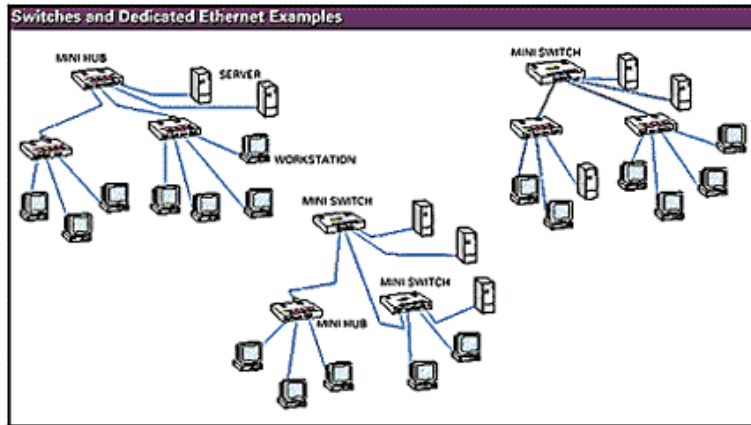 Switches and Dedicated Ethernet Examples
MINI HUB
SERVER
WORKSTATION
MINI SWITCH
MINI SWITCH
MINI SWITCH
MINI HUB